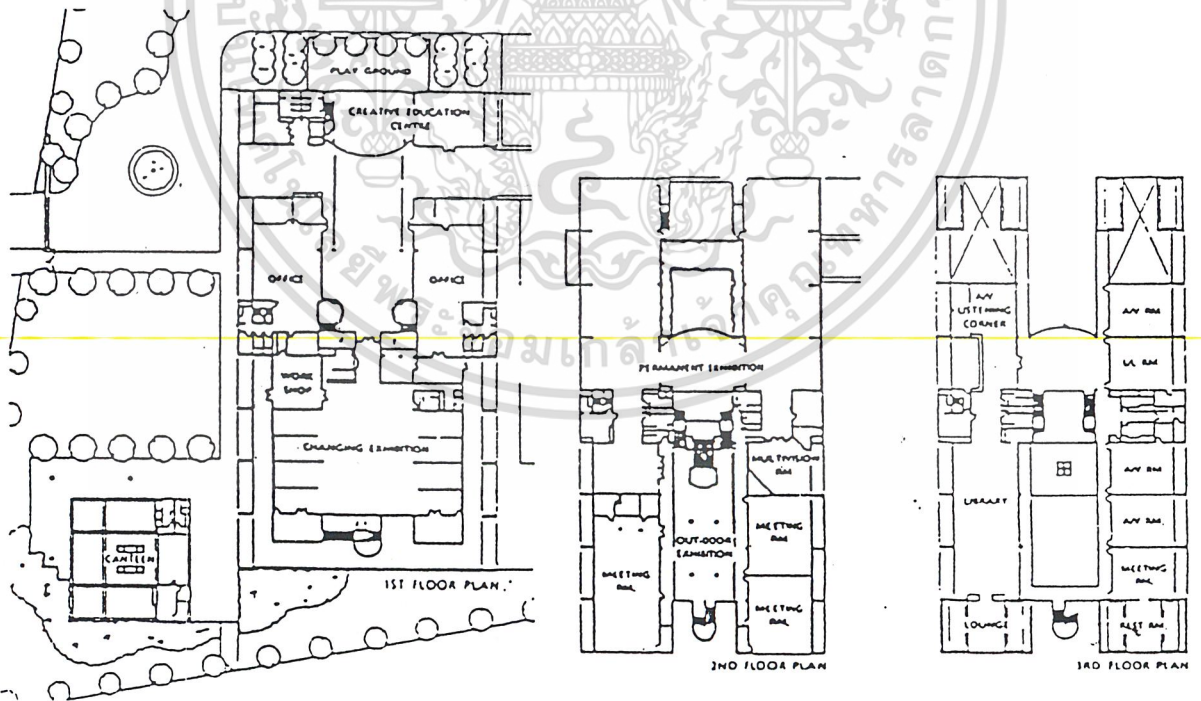 PLAY GROUND
CREATIVE EDUCATION
CENTRE
OFFICE
OFFICE
WORK
SHOP
CHANGING EXHIBITION
CANTEEN
1ST FLOOR PLAN
PERMANENT EXHIBITION
MULTIVISION
RM.
MEETING
RM.
OUT-DOOR
EXHIBITION
MEETING
RM.
MEETING
RM.
2ND FLOOR PLAN
A/V
LISTENING
CORNER
A/V RM.
A/V RM.
A/V RM.
LIBRARY
MEETING
RM.
LOUNGE
REST RM.
3RD FLOOR PLAN